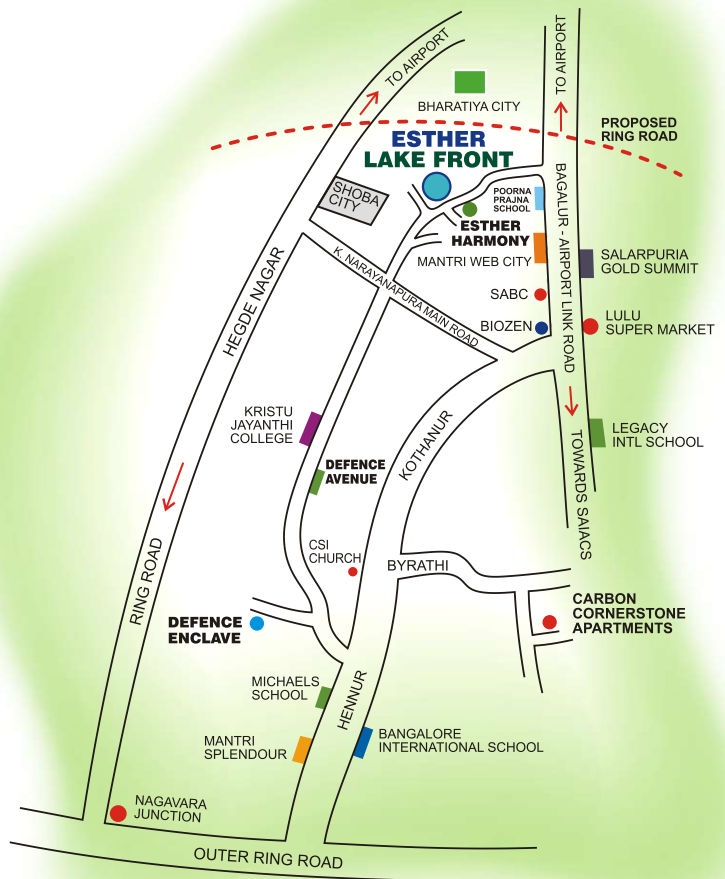 TO AIRPORT
TO AIRPORT
BHARATIYA CITY
PROPOSED
RING ROAD
ESTHER
LAKE FRONT
SHOBA
CITY
POORNA
PRAJNA
SCHOOL
ESTHER
HARMONY
MANTRI WEB CITY
BAGALUR - AIRPORT LINK ROAD
SALARPURIA
GOLD SUMMIT
K. NARAYANAPURA MAIN ROAD
SABC
BIOZEN
LULU
SUPER MARKET
HEGDE NAGAR
KRISTU
JAYANTHI
COLLEGE
KOTHANUR
LEGACY
INTL SCHOOL
DEFENCE
AVENUE
TOWARDS SAIACS
CSI
CHURCH
BYRATHI
RING ROAD
CARBON
CORNERSTONE
APARTMENTS
DEFENCE
ENCLAVE
MICHAELS
SCHOOL
HENNUR
MANTRI
SPLENDOUR
BANGALORE
INTERNATIONAL SCHOOL
NAGAVARA
JUNCTION
OUTER RING ROAD